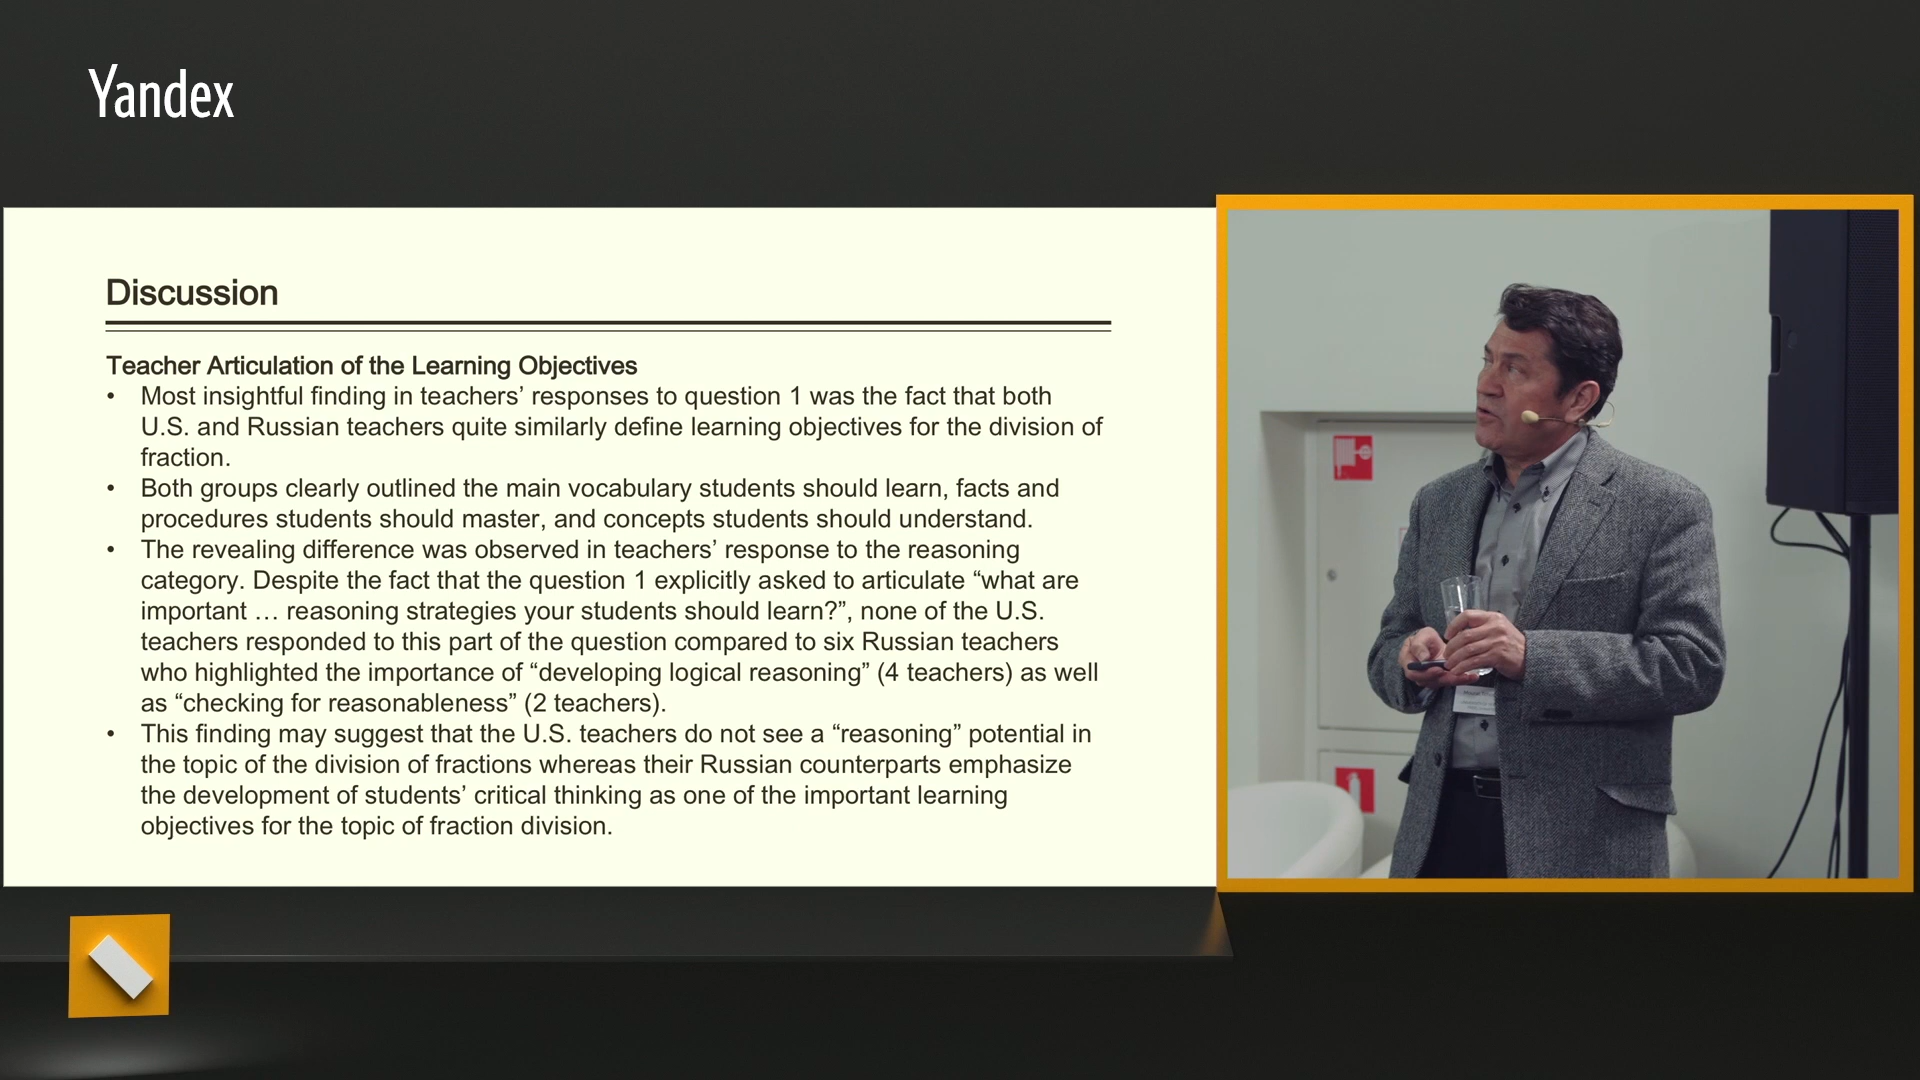 Yandex
Discussion
Teacher Articulation of the Learning Objectives
• Most insightful finding in teachers’ responses to question 1 was the fact that both
U.S. and Russian teachers quite similarly define learning objectives for the division of
fraction.
• Both groups clearly outlined the main vocabulary students should learn, facts and
procedures students should master, and concepts students should understand.
• The revealing difference was observed in teachers’ response to the reasoning
category. Despite the fact that the question 1 explicitly asked to articulate “what are
important … reasoning strategies your students should learn?”, none of the U.S.
teachers responded to this part of the question compared to six Russian teachers
who highlighted the importance of “developing logical reasoning” (4 teachers) as well
as “checking for reasonableness” (2 teachers).
• This finding may suggest that the U.S. teachers do not see a “reasoning” potential in
the topic of the division of fractions whereas their Russian counterparts emphasize
the development of students’ critical thinking as one of the important learning
objectives for the topic of fraction division.